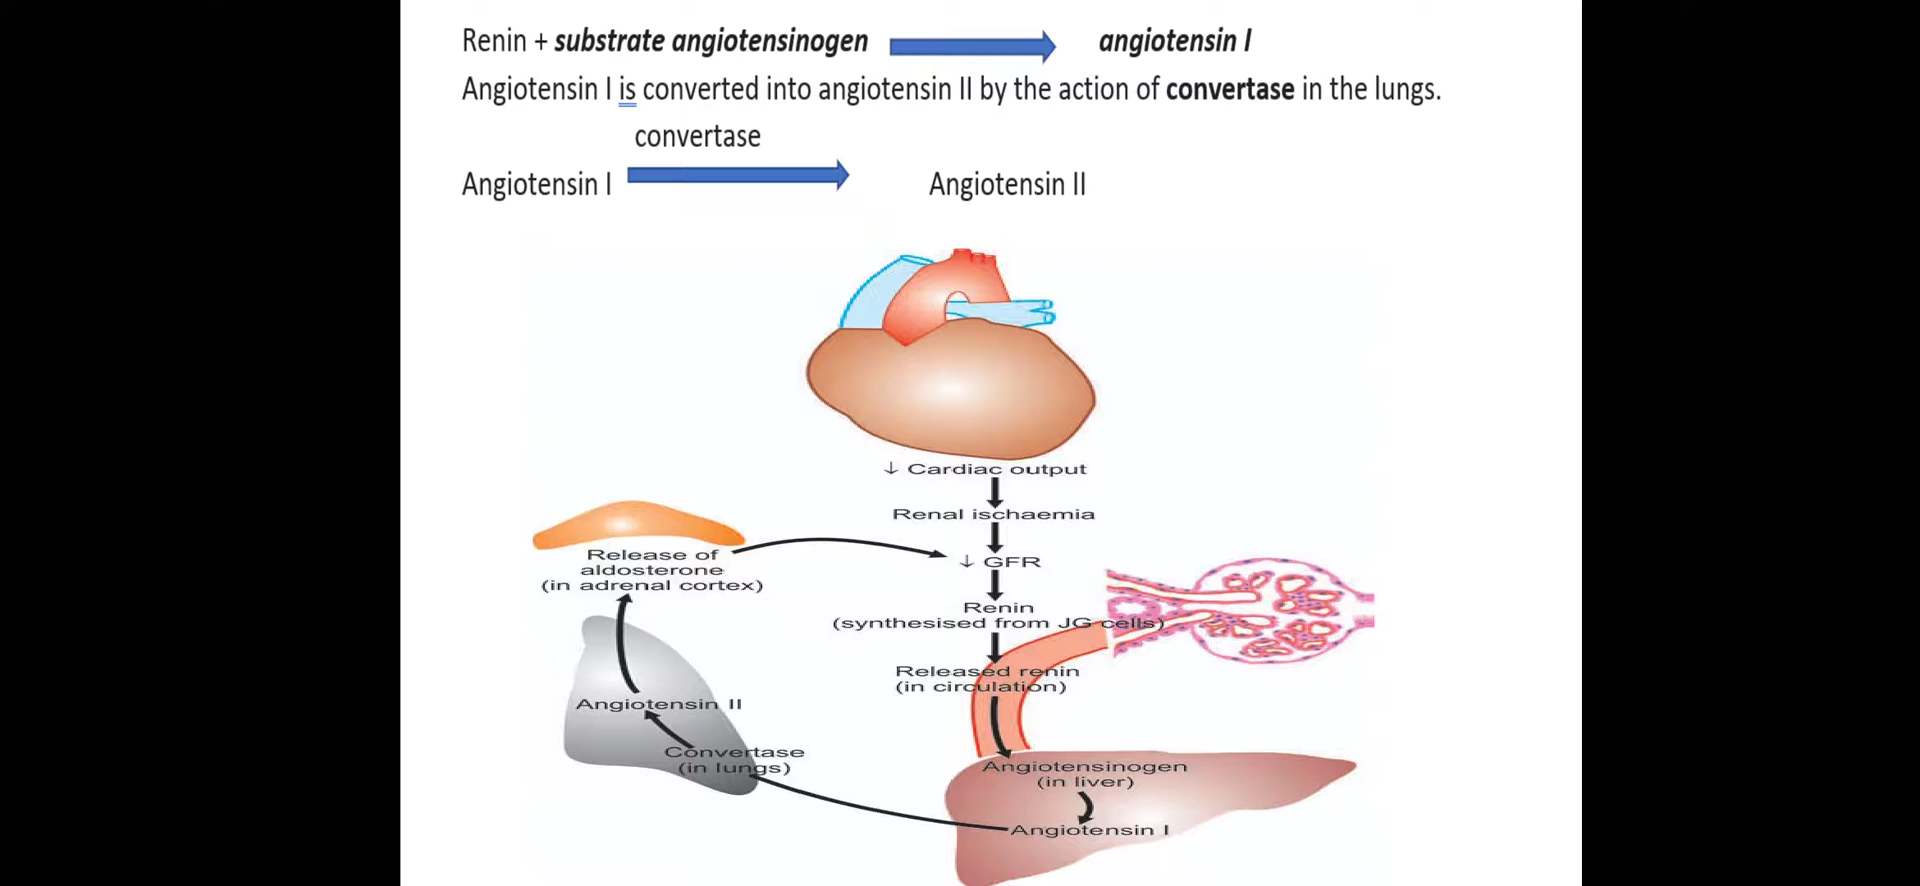 Renin + substrate angiotensinogen angiotensin I
Angiotensin I is converted into angiotensin II by the action of convertase in the lungs.
convertase
Angiotensin I Angiotensin II
↓ Cardiac output
Renal ischaemia
↓ GFR
Renin
(synthesised from JG cells)
Released renin
(in circulation)
Angiotensinogen
(in liver)
Angiotensin I
Convertase
(in lungs)
Angiotensin II
Release of
aldosterone
(in adrenal cortex)